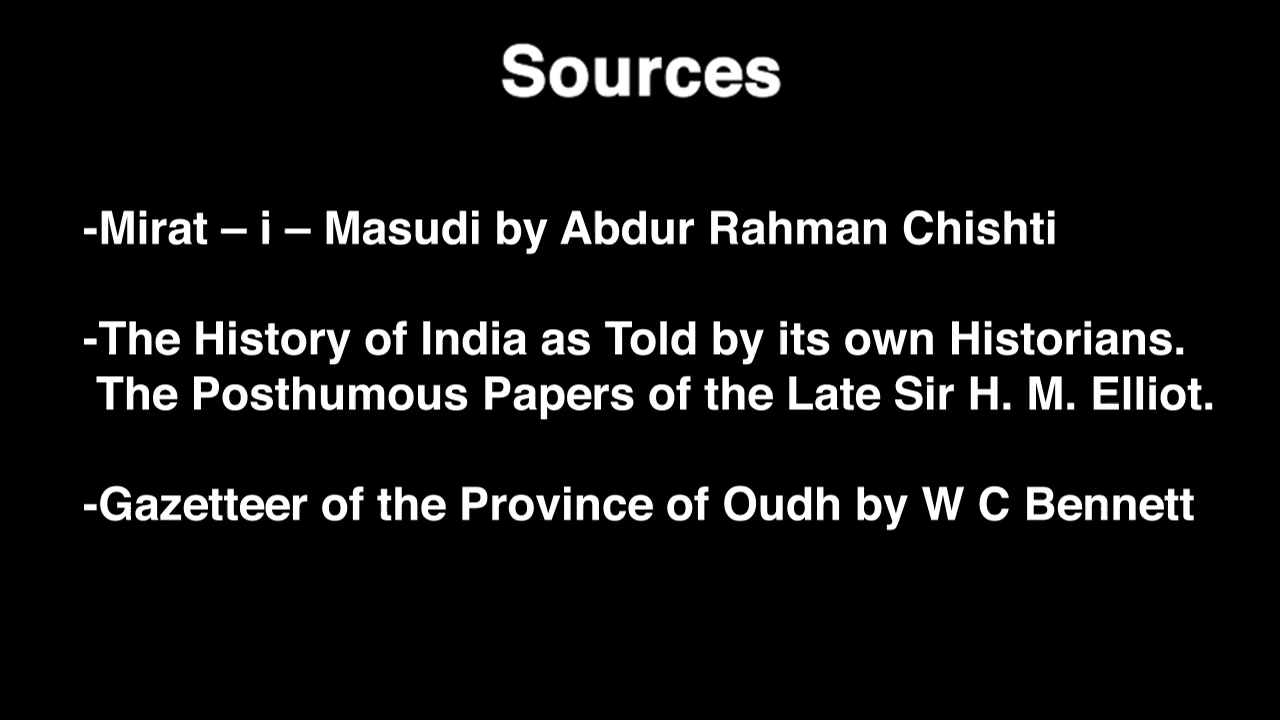 Sources
-Mirat – i – Masudi by Abdur Rahman Chishti
-The History of India as Told by its own Historians.
The Posthumous Papers of the Late Sir H. M. Elliot.
-Gazetteer of the Province of Oudh by W C Bennett